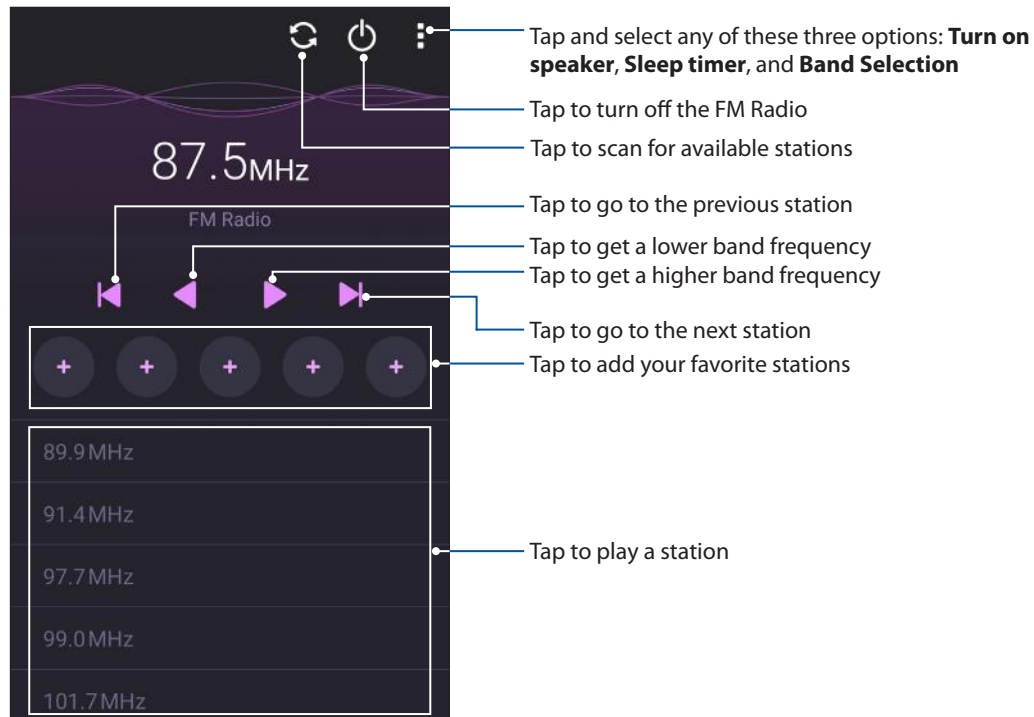 Tap and select any of these three options: Turn on
speaker, Sleep timer, and Band Selection
Tap to turn off the FM Radio
Tap to scan for available stations
87.5MHz
FM Radio
Tap to go to the previous station
Tap to get a lower band frequency
Tap to get a higher band frequency
Tap to go to the next station
Tap to add your favorite stations
89.9MHz
91.4MHz
97.7MHz
99.0MHz
101.7MHz
Tap to play a station